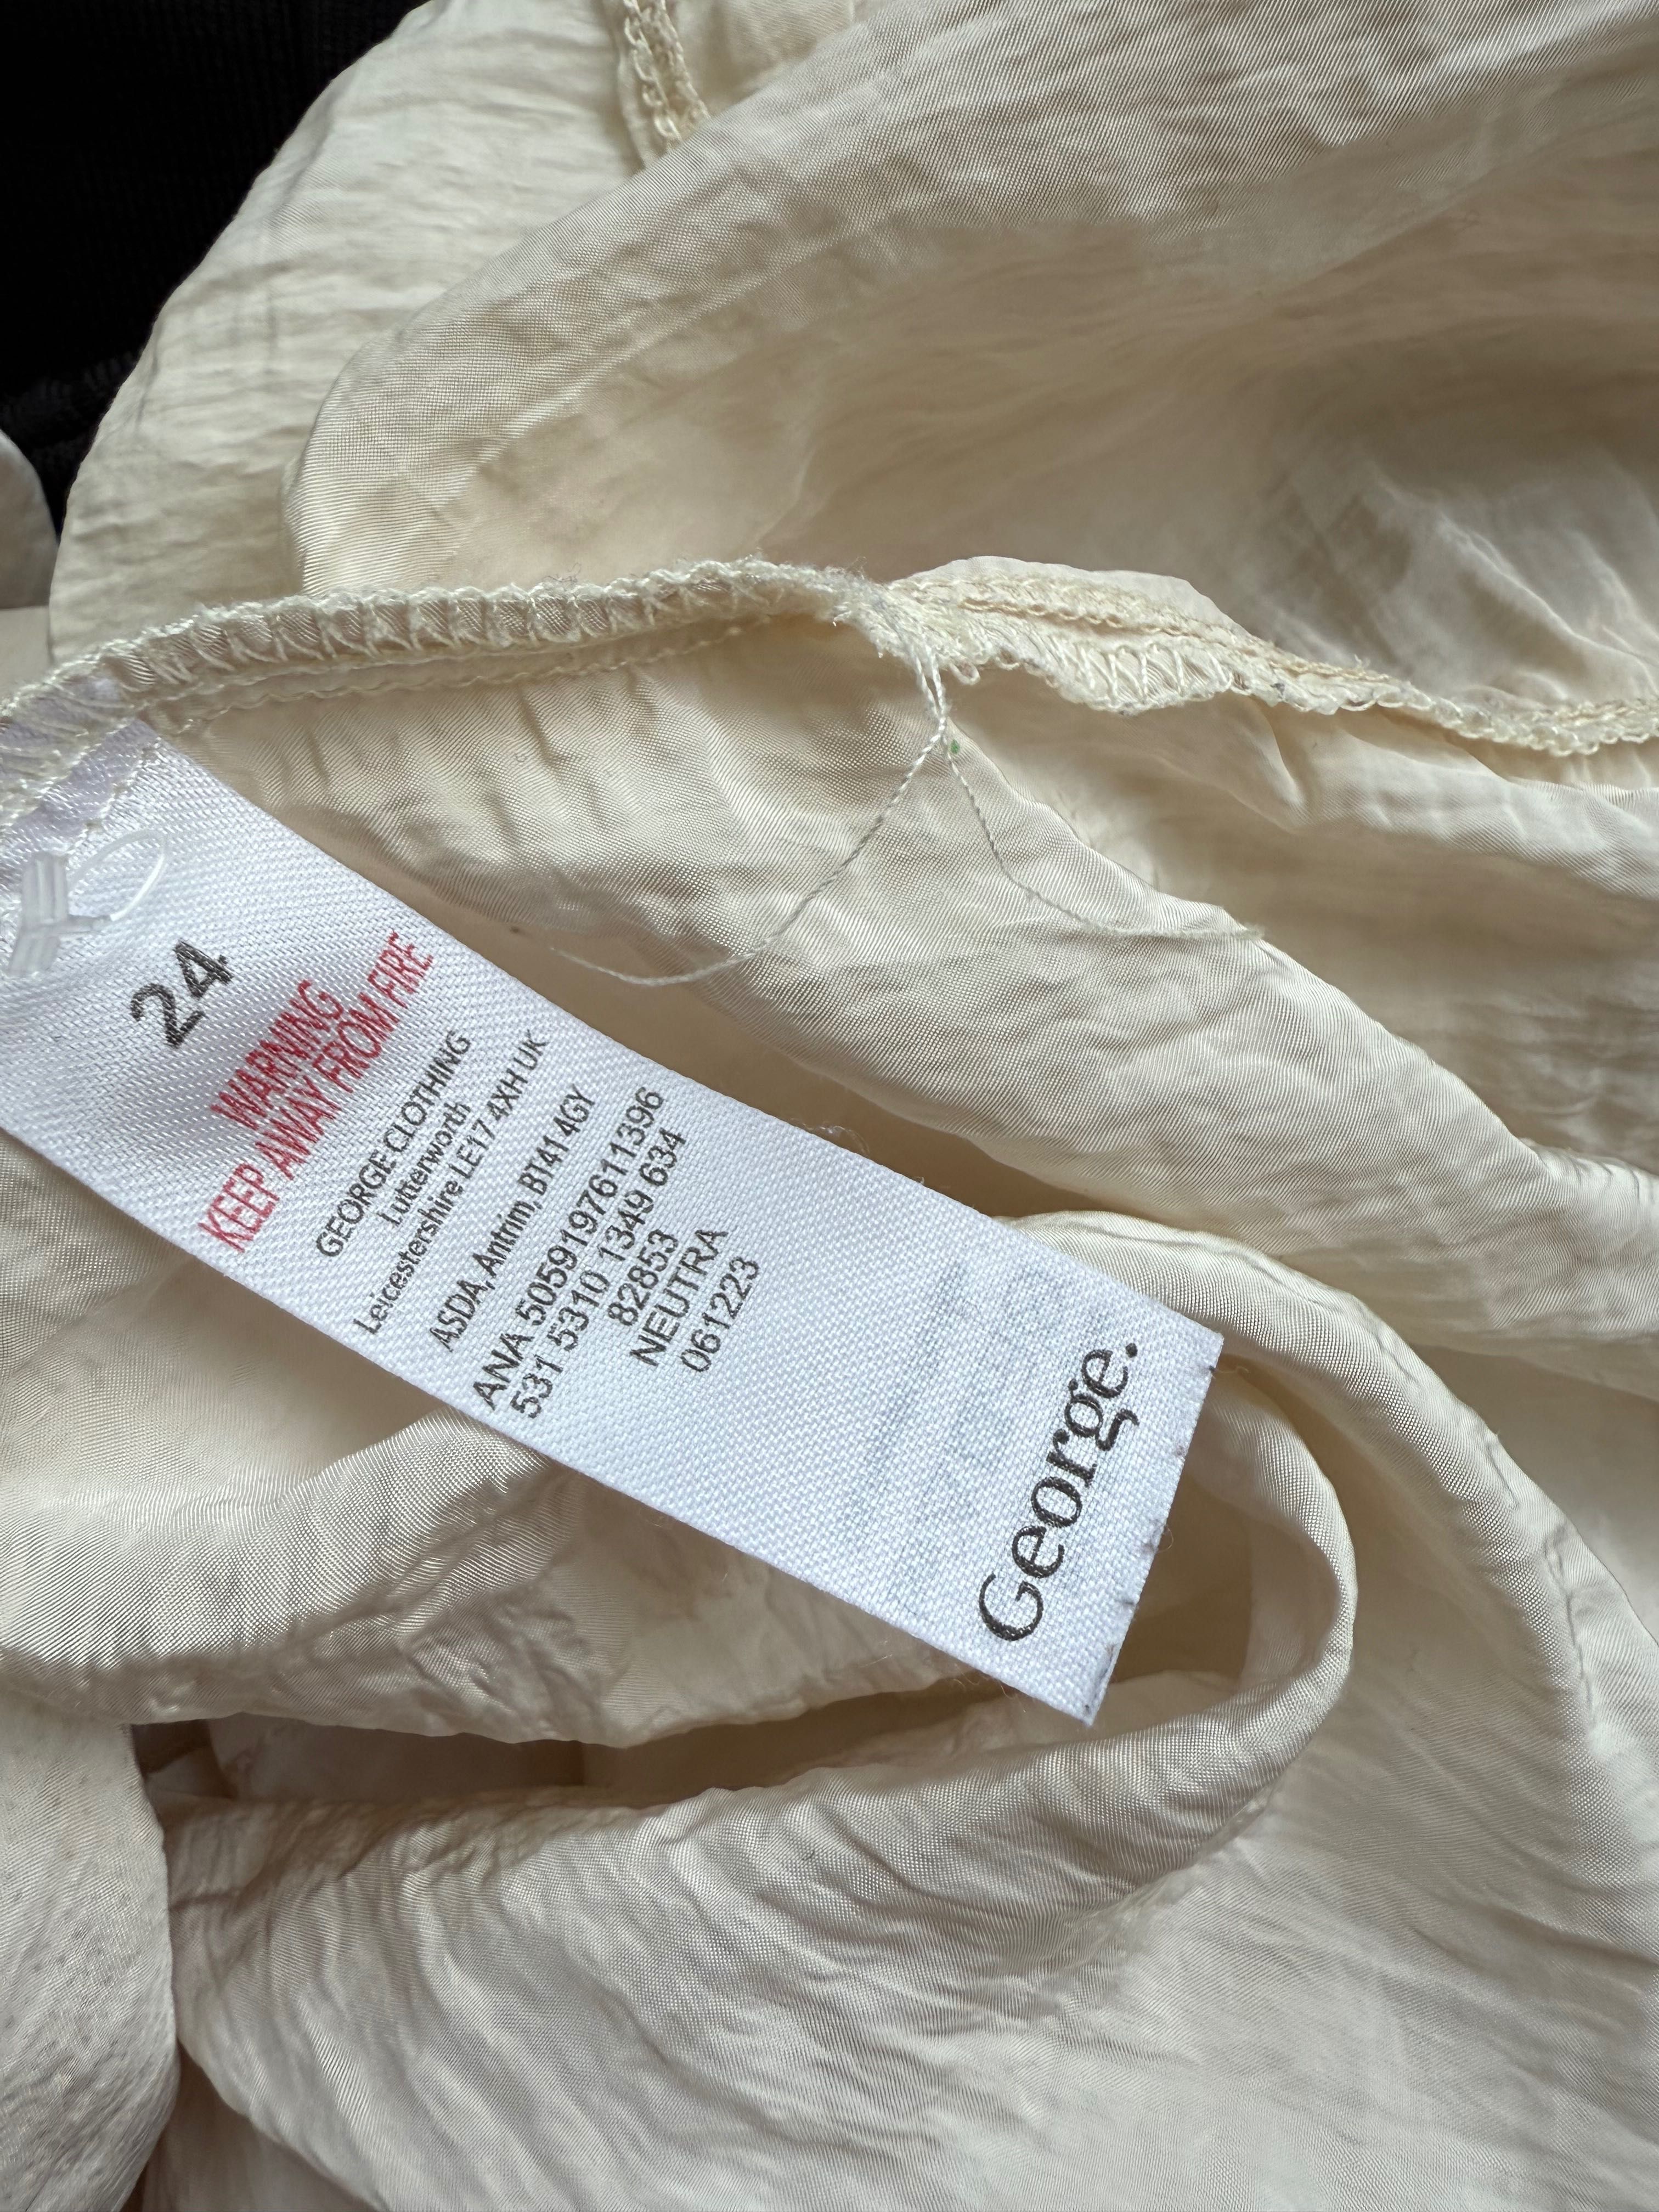 24
WARNING
KEEP AWAY FROM FIRE
GEORGE CLOTHING
Lutterworth
Leicestershire LE17 4XH UK
ASDA, Antrim, BT41 4GY
ANA 5059197611396
531 5310 1349 634
82853
NEUTRA
061223
George.